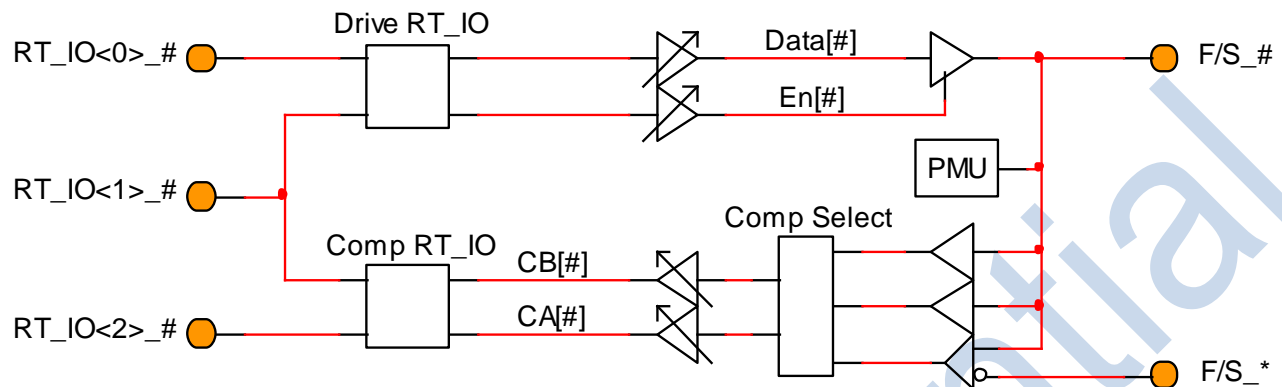 Drive RT_IO
RT_IO<0>_#
Data[#]
F/S_#
En[#]
PMU
RT_IO<1>_#
Comp Select
Comp RT_IO
CB[#]
CA[#]
RT_IO<2>_#
F/S_*
ntial